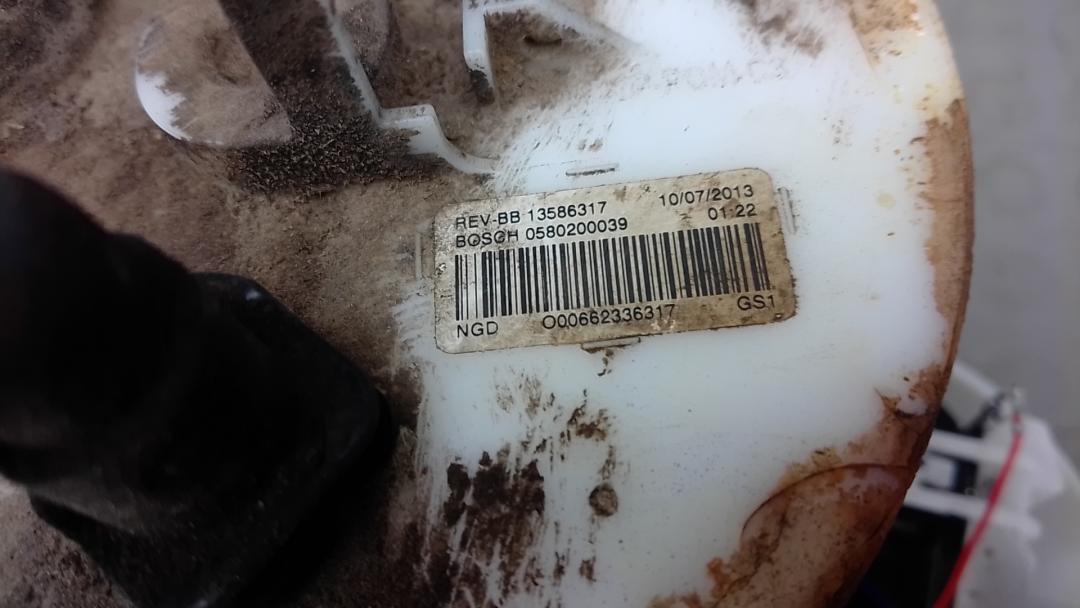 REV-BB 13586317 10/07/2013
BOSCH 0580200039 01:22
NGD O00662336317 GS1